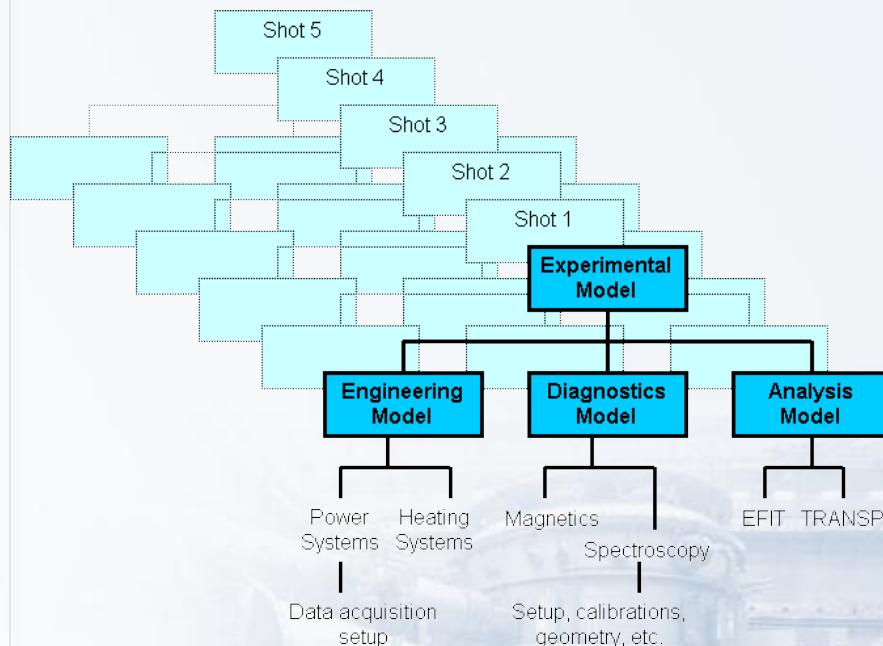 Shot 5
Shot 4
Shot 3
Shot 2
Shot 1
Experimental
Model
Engineering
Model
Diagnostics
Model
Analysis
Model
Power
Systems
Heating
Systems
Magnetics
Spectroscopy
EFIT
TRANSP
Data acquisition
setup
Setup, calibrations,
geometry, etc.